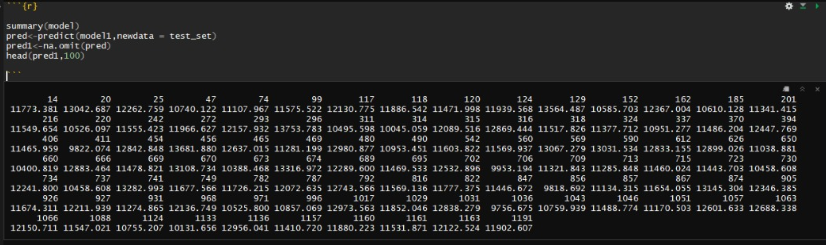 ```{r}
summary(model)
pred<-predict(model1,newdata = test_set)
pred1<-na.omit(pred)
head(pred1,100)
```
14 20 25 47 74 99 117 118 120 124 129 152 162 185 201
11773.381 13042.687 12262.759 10740.122 11107.967 11575.522 12130.775 11886.542 11471.998 11939.568 13564.487 10585.703 12367.004 10610.128 11341.415
216 220 242 272 293 296 311 314 315 316 318 324 337 370 394
11549.654 10526.097 11555.423 11966.627 12157.932 13753.783 10495.598 10045.059 12089.516 12869.444 11517.826 11377.712 10951.277 11486.204 12447.769
406 411 454 456 465 469 480 490 542 560 569 590 612 626 650
11465.959 9822.074 12842.848 13681.880 12637.015 11281.199 12980.877 10953.451 11603.822 11569.937 13067.279 13031.534 12833.155 12899.026 11038.881
660 666 669 670 673 674 689 695 702 706 709 713 715 723 730
10400.819 12883.464 11478.821 13108.734 10388.468 13316.972 12289.600 11469.533 12532.896 9953.194 11321.843 11285.848 11460.024 11443.703 10458.608
734 737 741 749 782 787 792 816 822 847 856 857 867 874 905
12241.800 10458.608 13282.993 11677.566 11726.215 12072.635 12743.566 11569.136 11777.375 11446.672 9818.692 11134.315 11654.055 13145.304 12346.385
926 927 931 968 971 996 1017 1029 1031 1036 1043 1046 1051 1057 1063
11674.311 12211.939 11274.865 12136.749 10525.800 10857.069 12973.563 11852.046 12838.279 9756.675 10759.939 11488.774 11170.503 12601.633 12688.338
1066 1088 1124 1133 1136 1157 1160 1161 1163 1191
12150.711 11547.021 10755.207 10131.656 12956.041 11410.720 11880.223 11531.871 12122.524 11902.607